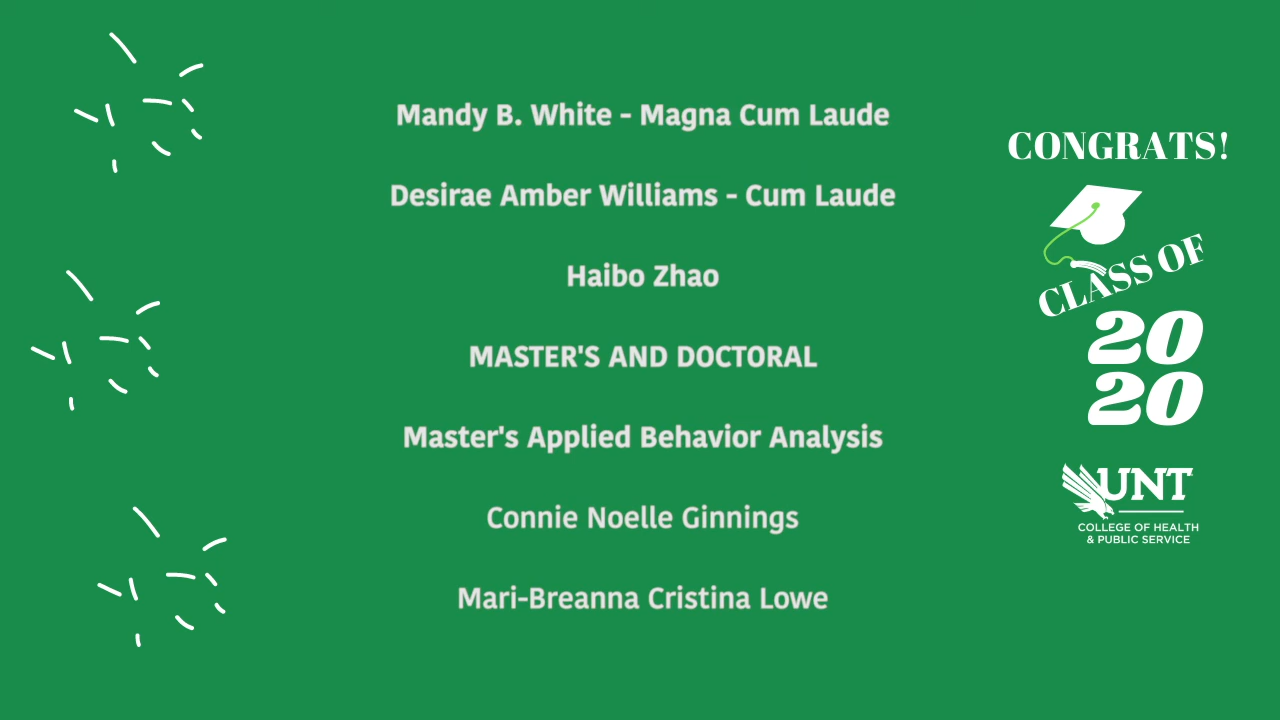 Mandy B. White - Magna Cum Laude
Desirae Amber Williams - Cum Laude
Haibo Zhao
MASTER'S AND DOCTORAL
Master's Applied Behavior Analysis
Connie Noelle Ginnings
Mari-Breanna Cristina Lowe
CONGRATS!
CLASS OF
20
20
UNT
COLLEGE OF HEALTH
& PUBLIC SERVICE